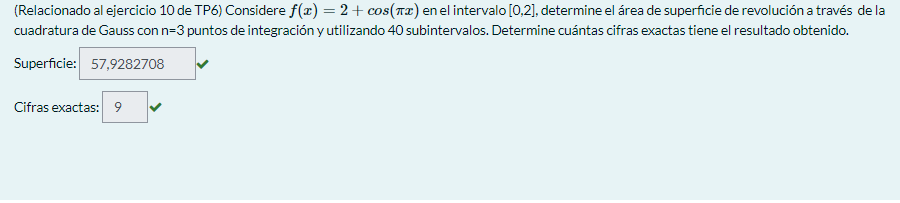 (Relacionado al ejercicio 10 de TP6) Considere f(x) = 2 + cos(πx) en el intervalo [0,2], determine el área de superficie de revolución a través de la
cuadratura de Gauss con n=3 puntos de integración y utilizando 40 subintervalos. Determine cuántas cifras exactas tiene el resultado obtenido.
Superficie: 57,9282708 ✔
Cifras exactas: 9 ✔